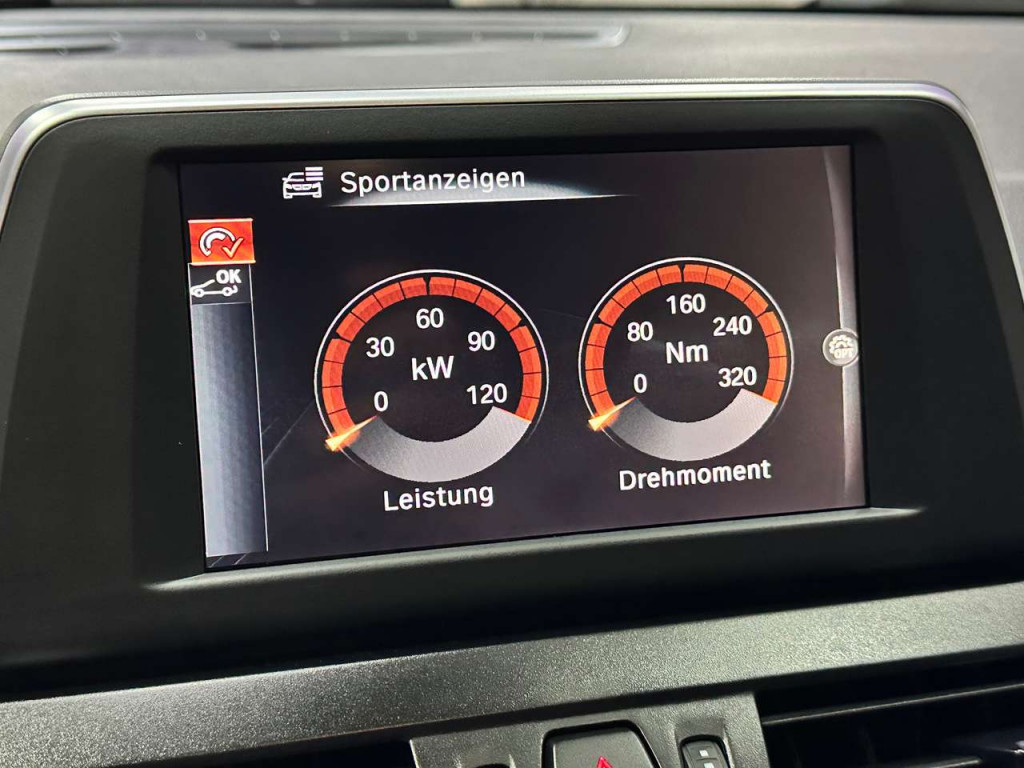 Sportanzeigen
OK
0
30
60
90
120
kW
Leistung
0
80
160
240
320
Nm
Drehmoment
OPT